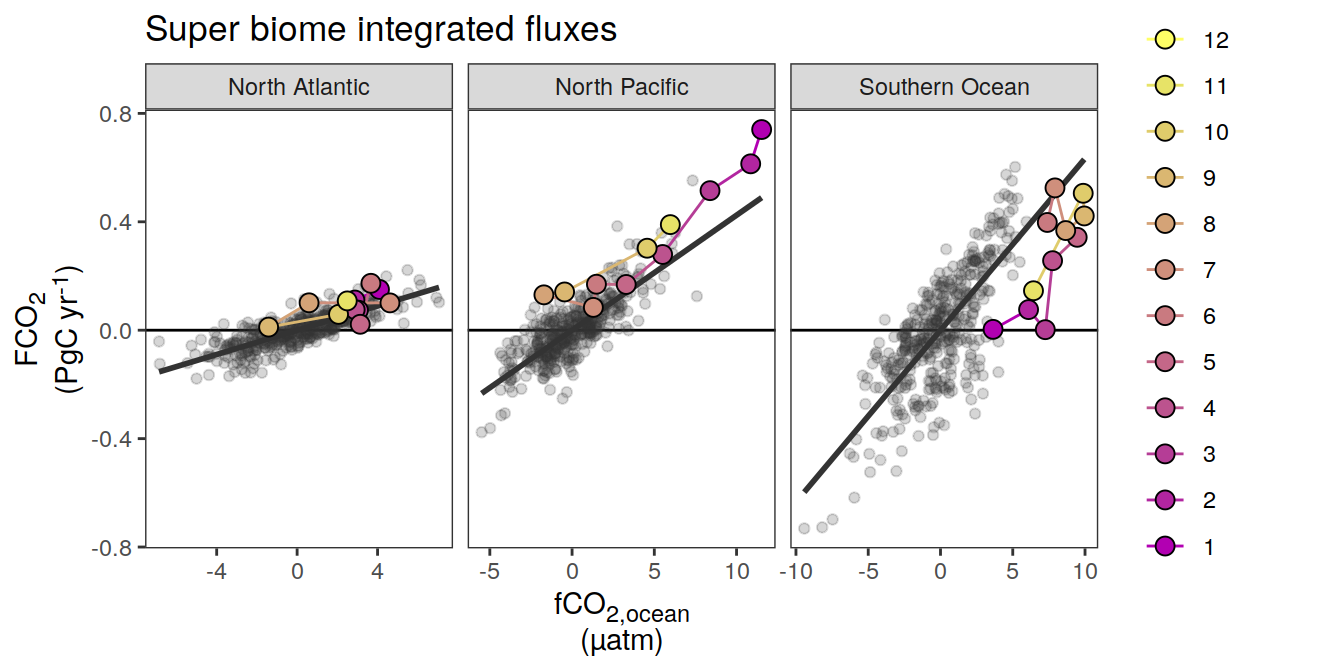 Super biome integrated fluxes
North Atlantic
North Pacific
Southern Ocean
FCO₂
(PgC yr⁻¹)
0.8
0.4
0.0
-0.4
-0.8
-4 0 4
-5 0 5 10
-10 -5 0 5 10
fCO₂,ocean
(µatm)
12
11
10
9
8
7
6
5
4
3
2
1